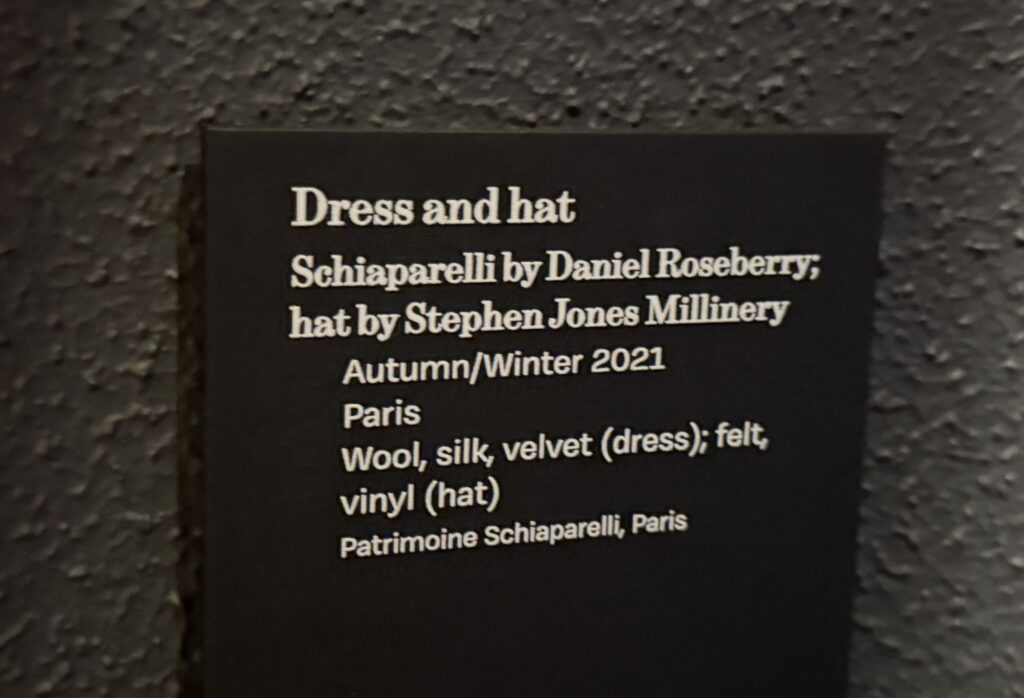 Dress and hat
Schiaparelli by Daniel Roseberry;
hat by Stephen Jones Millinery
Autumn/Winter 2021
Paris
Wool, silk, velvet (dress); felt,
vinyl (hat)
Patrimoine Schiaparelli, Paris